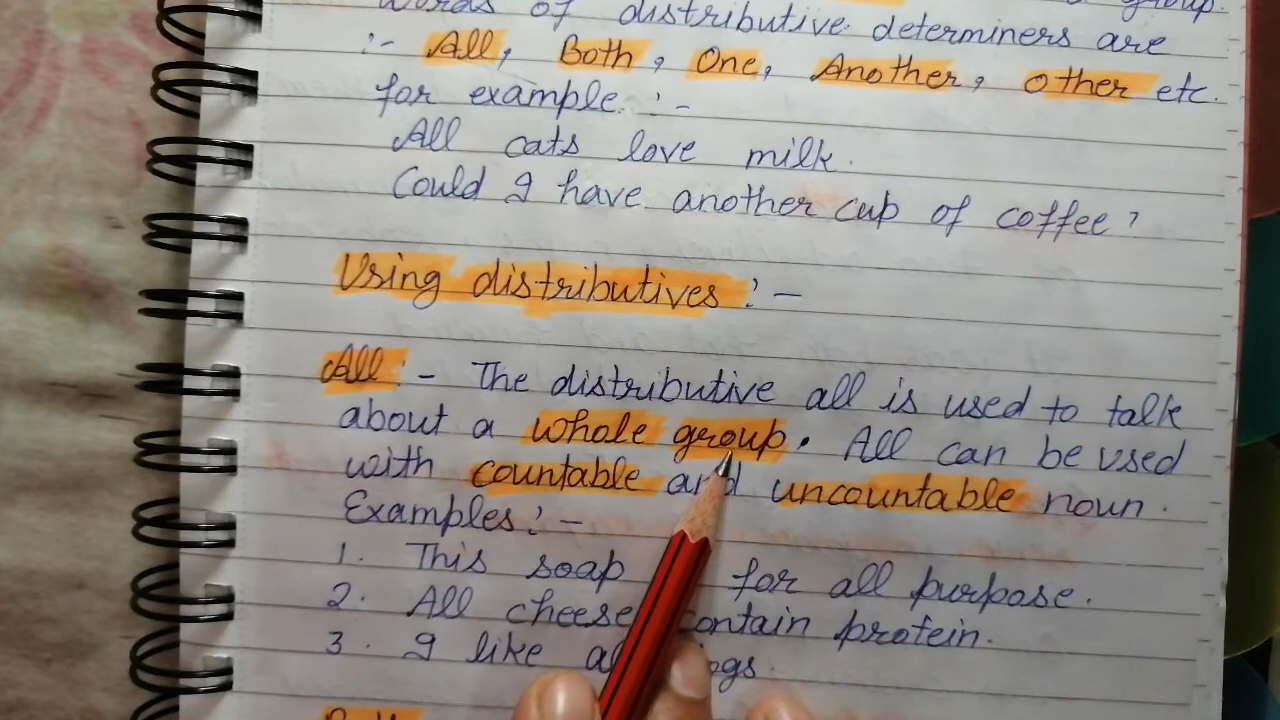 words of distributive determiners are group.
:- All, Both, One, Another, Other etc.
for example :-
All cats love milk.
Could I have another cup of coffee?
Using distributives :-
All :- The distributive all is used to talk
about a whole group. All can be used
with countable and uncountable noun.
Examples :-
1. This soap for all purpose.
2. All cheese contain protein.
3. I like